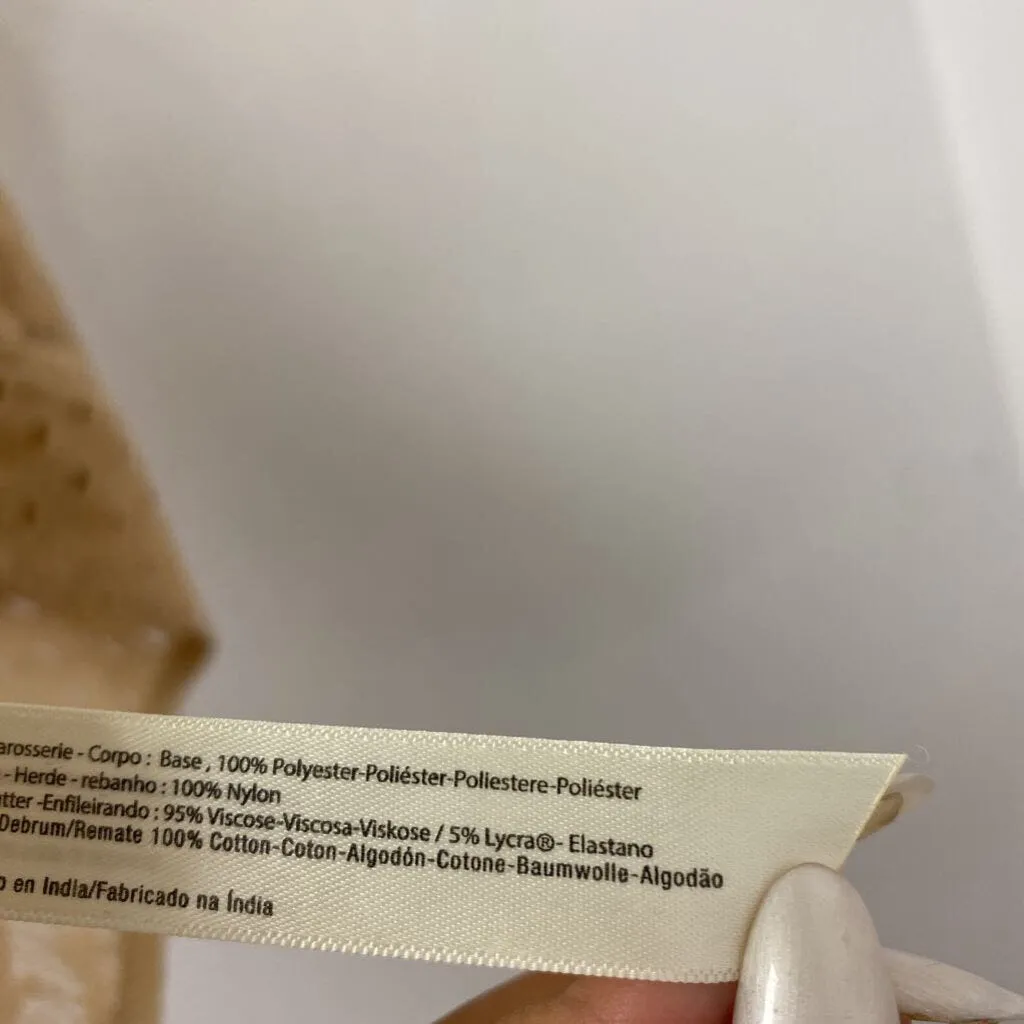 arosserie - Corpo : Base , 100% Polyester-Poliéster-Poliestere-Poliéster
- Herde - rebanho : 100% Nylon
tter -Enfileirando : 95% Viscose-Viscosa-Viskose / 5% Lycra®- Elastano
Debrum/Remate 100% Cotton-Coton-Algodón-Cotone-Baumwolle-Algodão
o en India/Fabricado na Índia